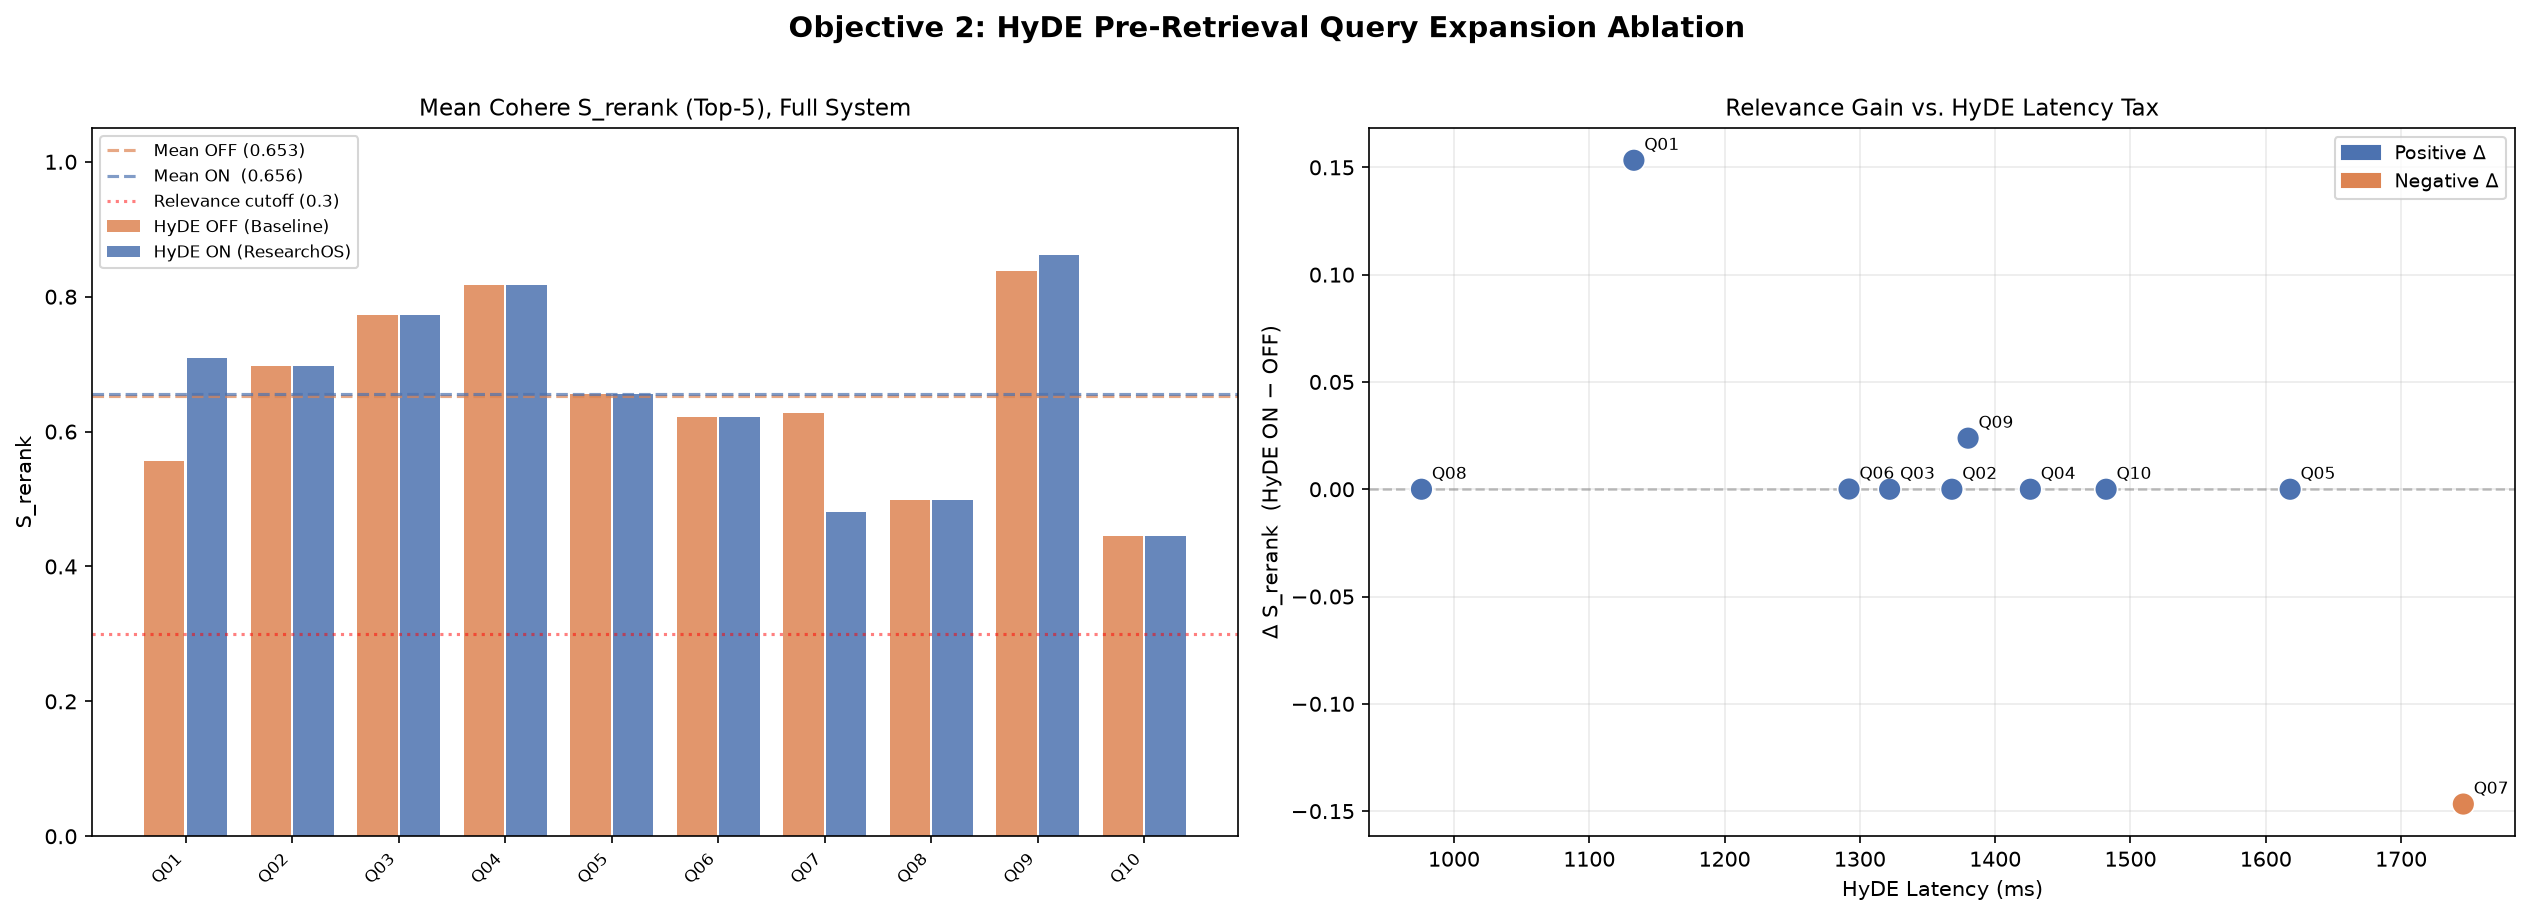 Objective 2: HyDE Pre-Retrieval Query Expansion Ablation
Mean Cohere S_rerank (Top-5), Full System
Mean OFF (0.653)
Mean ON (0.656)
Relevance cutoff (0.3)
HyDE OFF (Baseline)
HyDE ON (ResearchOS)
S_rerank
1.0
0.8
0.6
0.4
0.2
0.0
Q01
Q02
Q03
Q04
Q05
Q06
Q07
Q08
Q09
Q10
Relevance Gain vs. HyDE Latency Tax
Positive Δ
Negative Δ
Δ S_rerank (HyDE ON − OFF)
0.15
0.10
0.05
0.00
−0.05
−0.10
−0.15
Q01
Q09
Q08
Q06
Q03
Q02
Q04
Q10
Q05
Q07
1000
1100
1200
1300
1400
1500
1600
1700
HyDE Latency (ms)